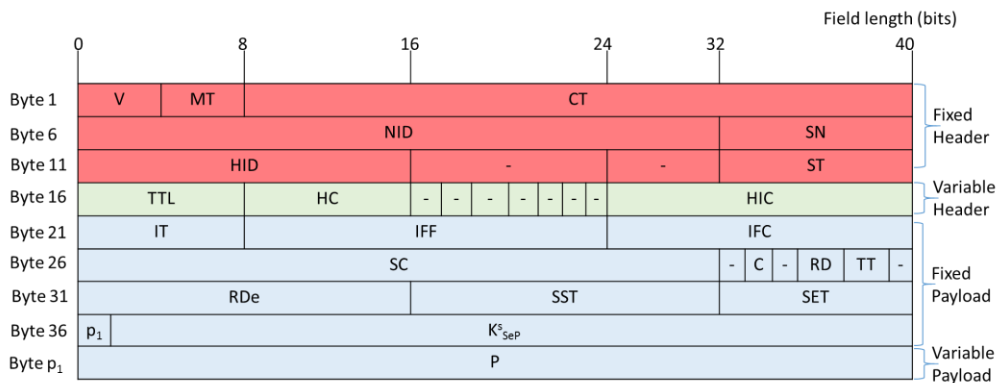 Field length (bits)
0 8 16 24 32 40
Byte 1 V MT CT
Byte 6 NID SN
Byte 11 HID - - ST
Fixed
Header
Byte 16 TTL HC - - - - - - - HIC
Variable
Header
Byte 21 IT IFF IFC
Byte 26 SC - C - RD TT -
Byte 31 RDe SST SET
Fixed
Payload
Byte 36 p₁ Kˢ_SeP
Byte p₁ P
Variable
Payload